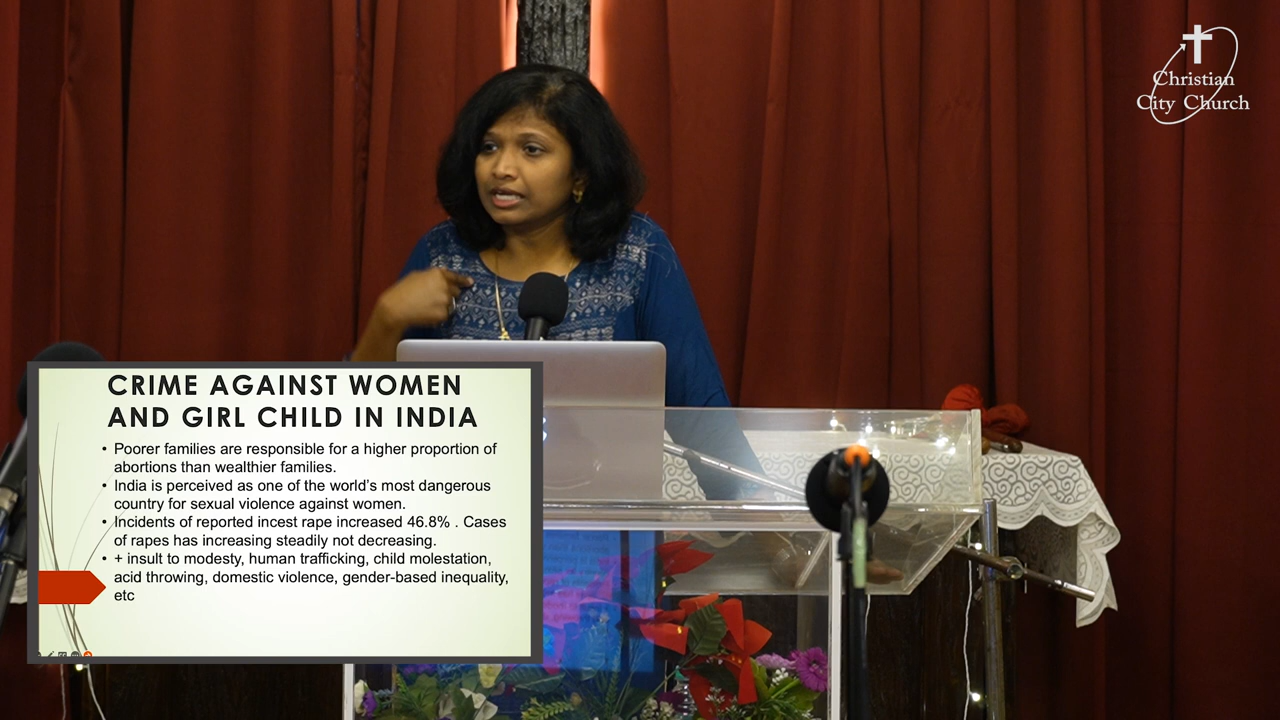 Christian
City Church
CRIME AGAINST WOMEN
AND GIRL CHILD IN INDIA
• Poorer families are responsible for a higher proportion of
abortions than wealthier families.
• India is perceived as one of the world's most dangerous
country for sexual violence against women.
• Incidents of reported incest rape increased 46.8% . Cases
of rapes has increasing steadily not decreasing.
• + insult to modesty, human trafficking, child molestation,
acid throwing, domestic violence, gender-based inequality,
etc